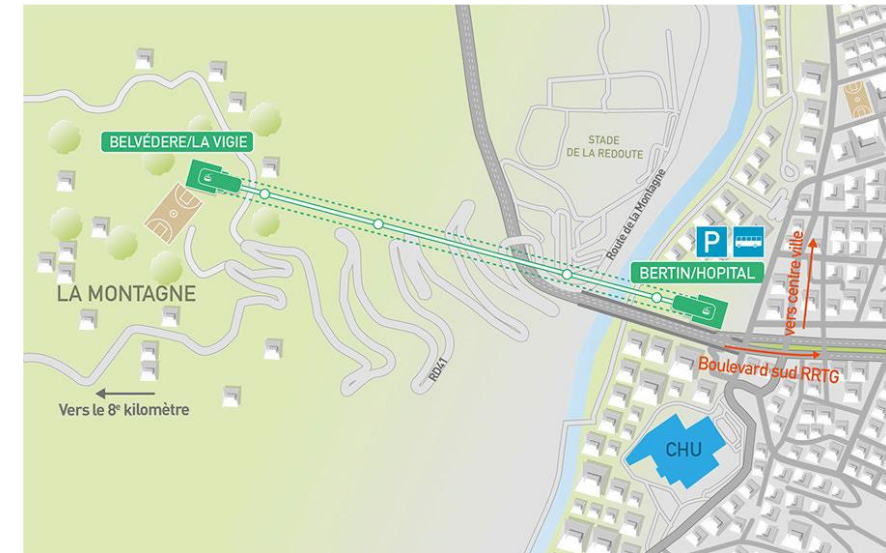 BELVÉDERE/LA VIGIE
STADE
DE LA REDOUTE
Route de la Montagne
P
BERTIN/HOPITAL
vers centre ville
LA MONTAGNE
RD41
Boulevard sud RRTG
Vers le 8e kilomètre
CHU